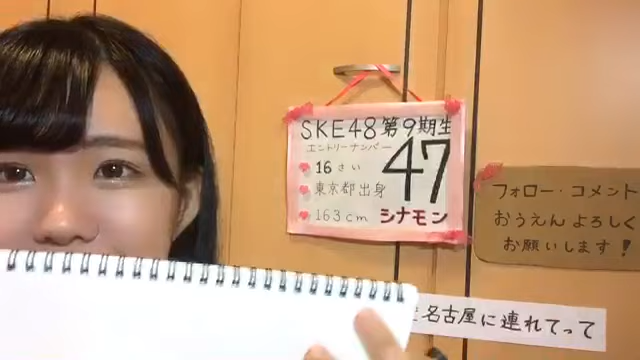 SKE48第9期生
エントリーナンバー
47
16さい
東京都出身
163cm
シナモン
フォロー・コメント
おうえんよろしく
お願いします!
名古屋に連れてって